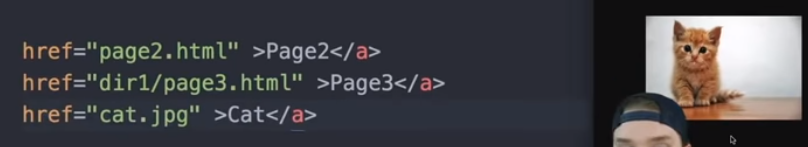 href="page2.html" >Page2</a>
href="dir1/page3.html" >Page3</a>
href="cat.jpg" >Cat</a>